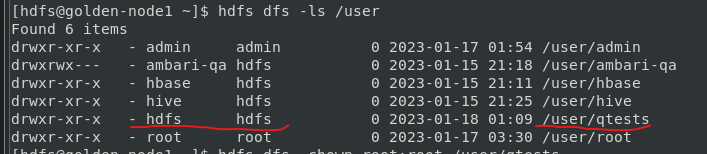 [hdfs@golden-node1 ~]$ hdfs dfs -ls /user
Found 6 items
drwxr-xr-x   - admin     admin          0 2023-01-17 01:54 /user/admin
drwxrwx---   - ambari-qa hdfs           0 2023-01-15 21:18 /user/ambari-qa
drwxr-xr-x   - hbase     hdfs           0 2023-01-15 21:11 /user/hbase
drwxr-xr-x   - hive      hdfs           0 2023-01-15 21:25 /user/hive
drwxr-xr-x   - hdfs      hdfs           0 2023-01-18 01:09 /user/qtests
drwxr-xr-x   - root      root           0 2023-01-17 03:30 /user/root
[hdfs@golden-node1 ~]$ hdfs dfs -chown root:root /user/qtests